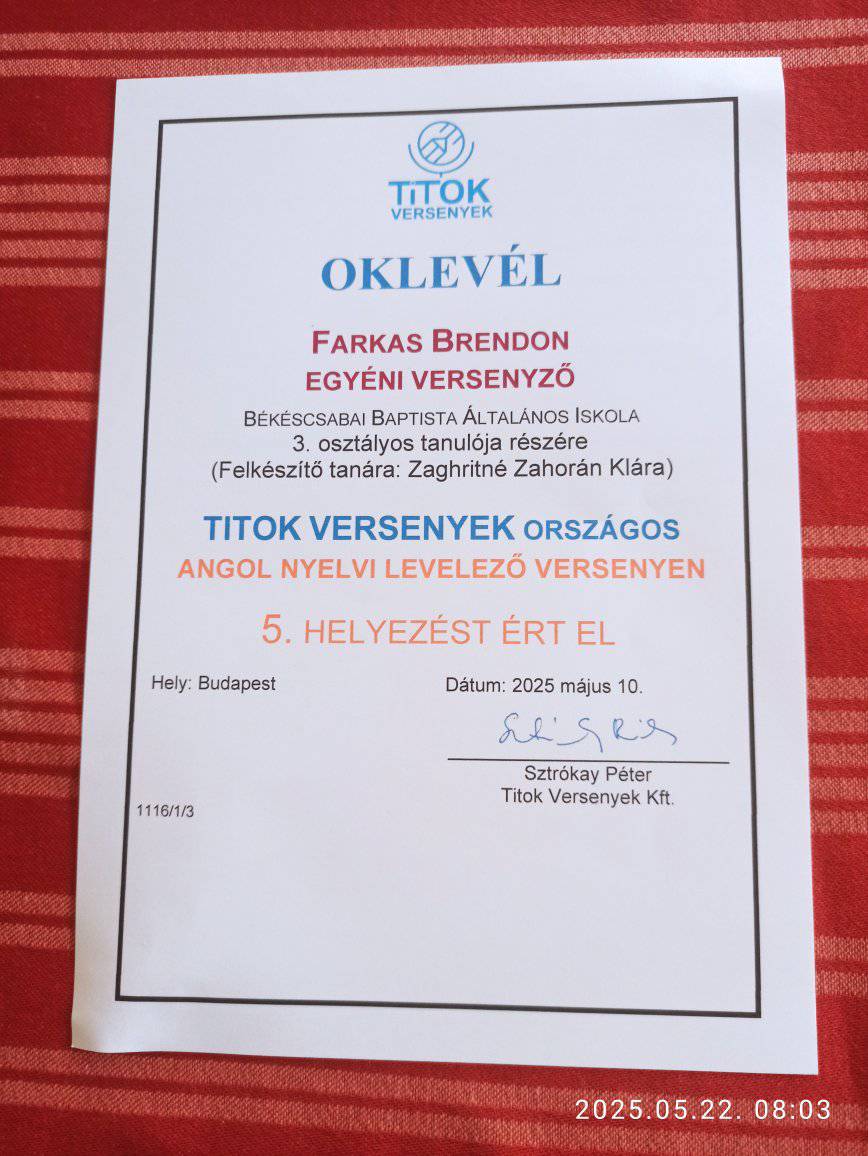 TiTOK
VERSENYEK
OKLEVÉL
FARKAS BRENDON
EGYÉNI VERSENYZŐ
BÉKÉSCSABAI BAPTISTA ÁLTALÁNOS ISKOLA
3. osztályos tanulója részére
(Felkészítő tanára: Zaghritné Zahorán Klára)
TITOK VERSENYEK ORSZÁGOS
ANGOL NYELVI LEVELEZŐ VERSENYEN
5. HELYEZÉST ÉRT EL
Hely: Budapest Dátum: 2025 május 10.
Sztrókay Péter
Titok Versenyek Kft.
1116/1/3
2025.05.22. 08:03